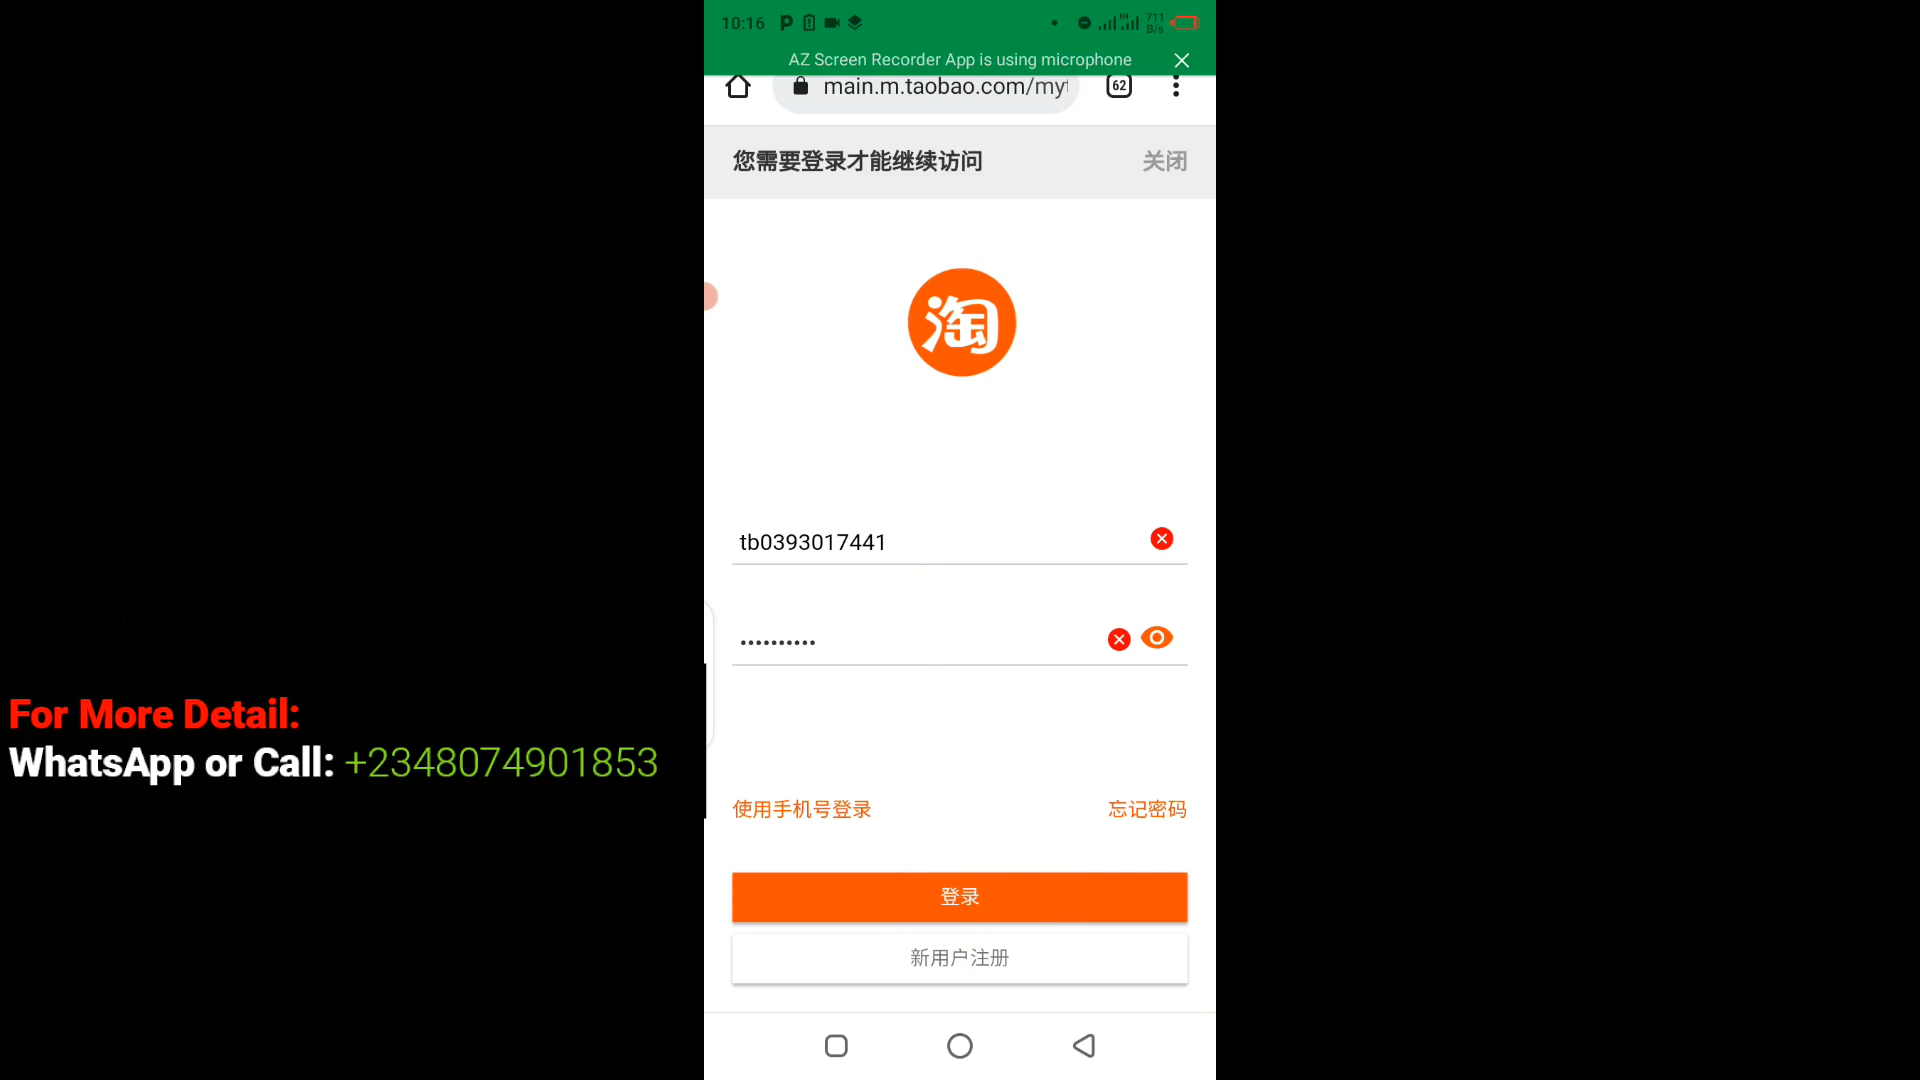 10:16
711
B/s
AZ Screen Recorder App is using microphone
main.m.taobao.com/my
62
您需要登录才能继续访问
关闭
淘
tb0393017441
••••••••••
For More Detail:
WhatsApp or Call: +2348074901853
使用手机号登录
忘记密码
登录
新用户注册